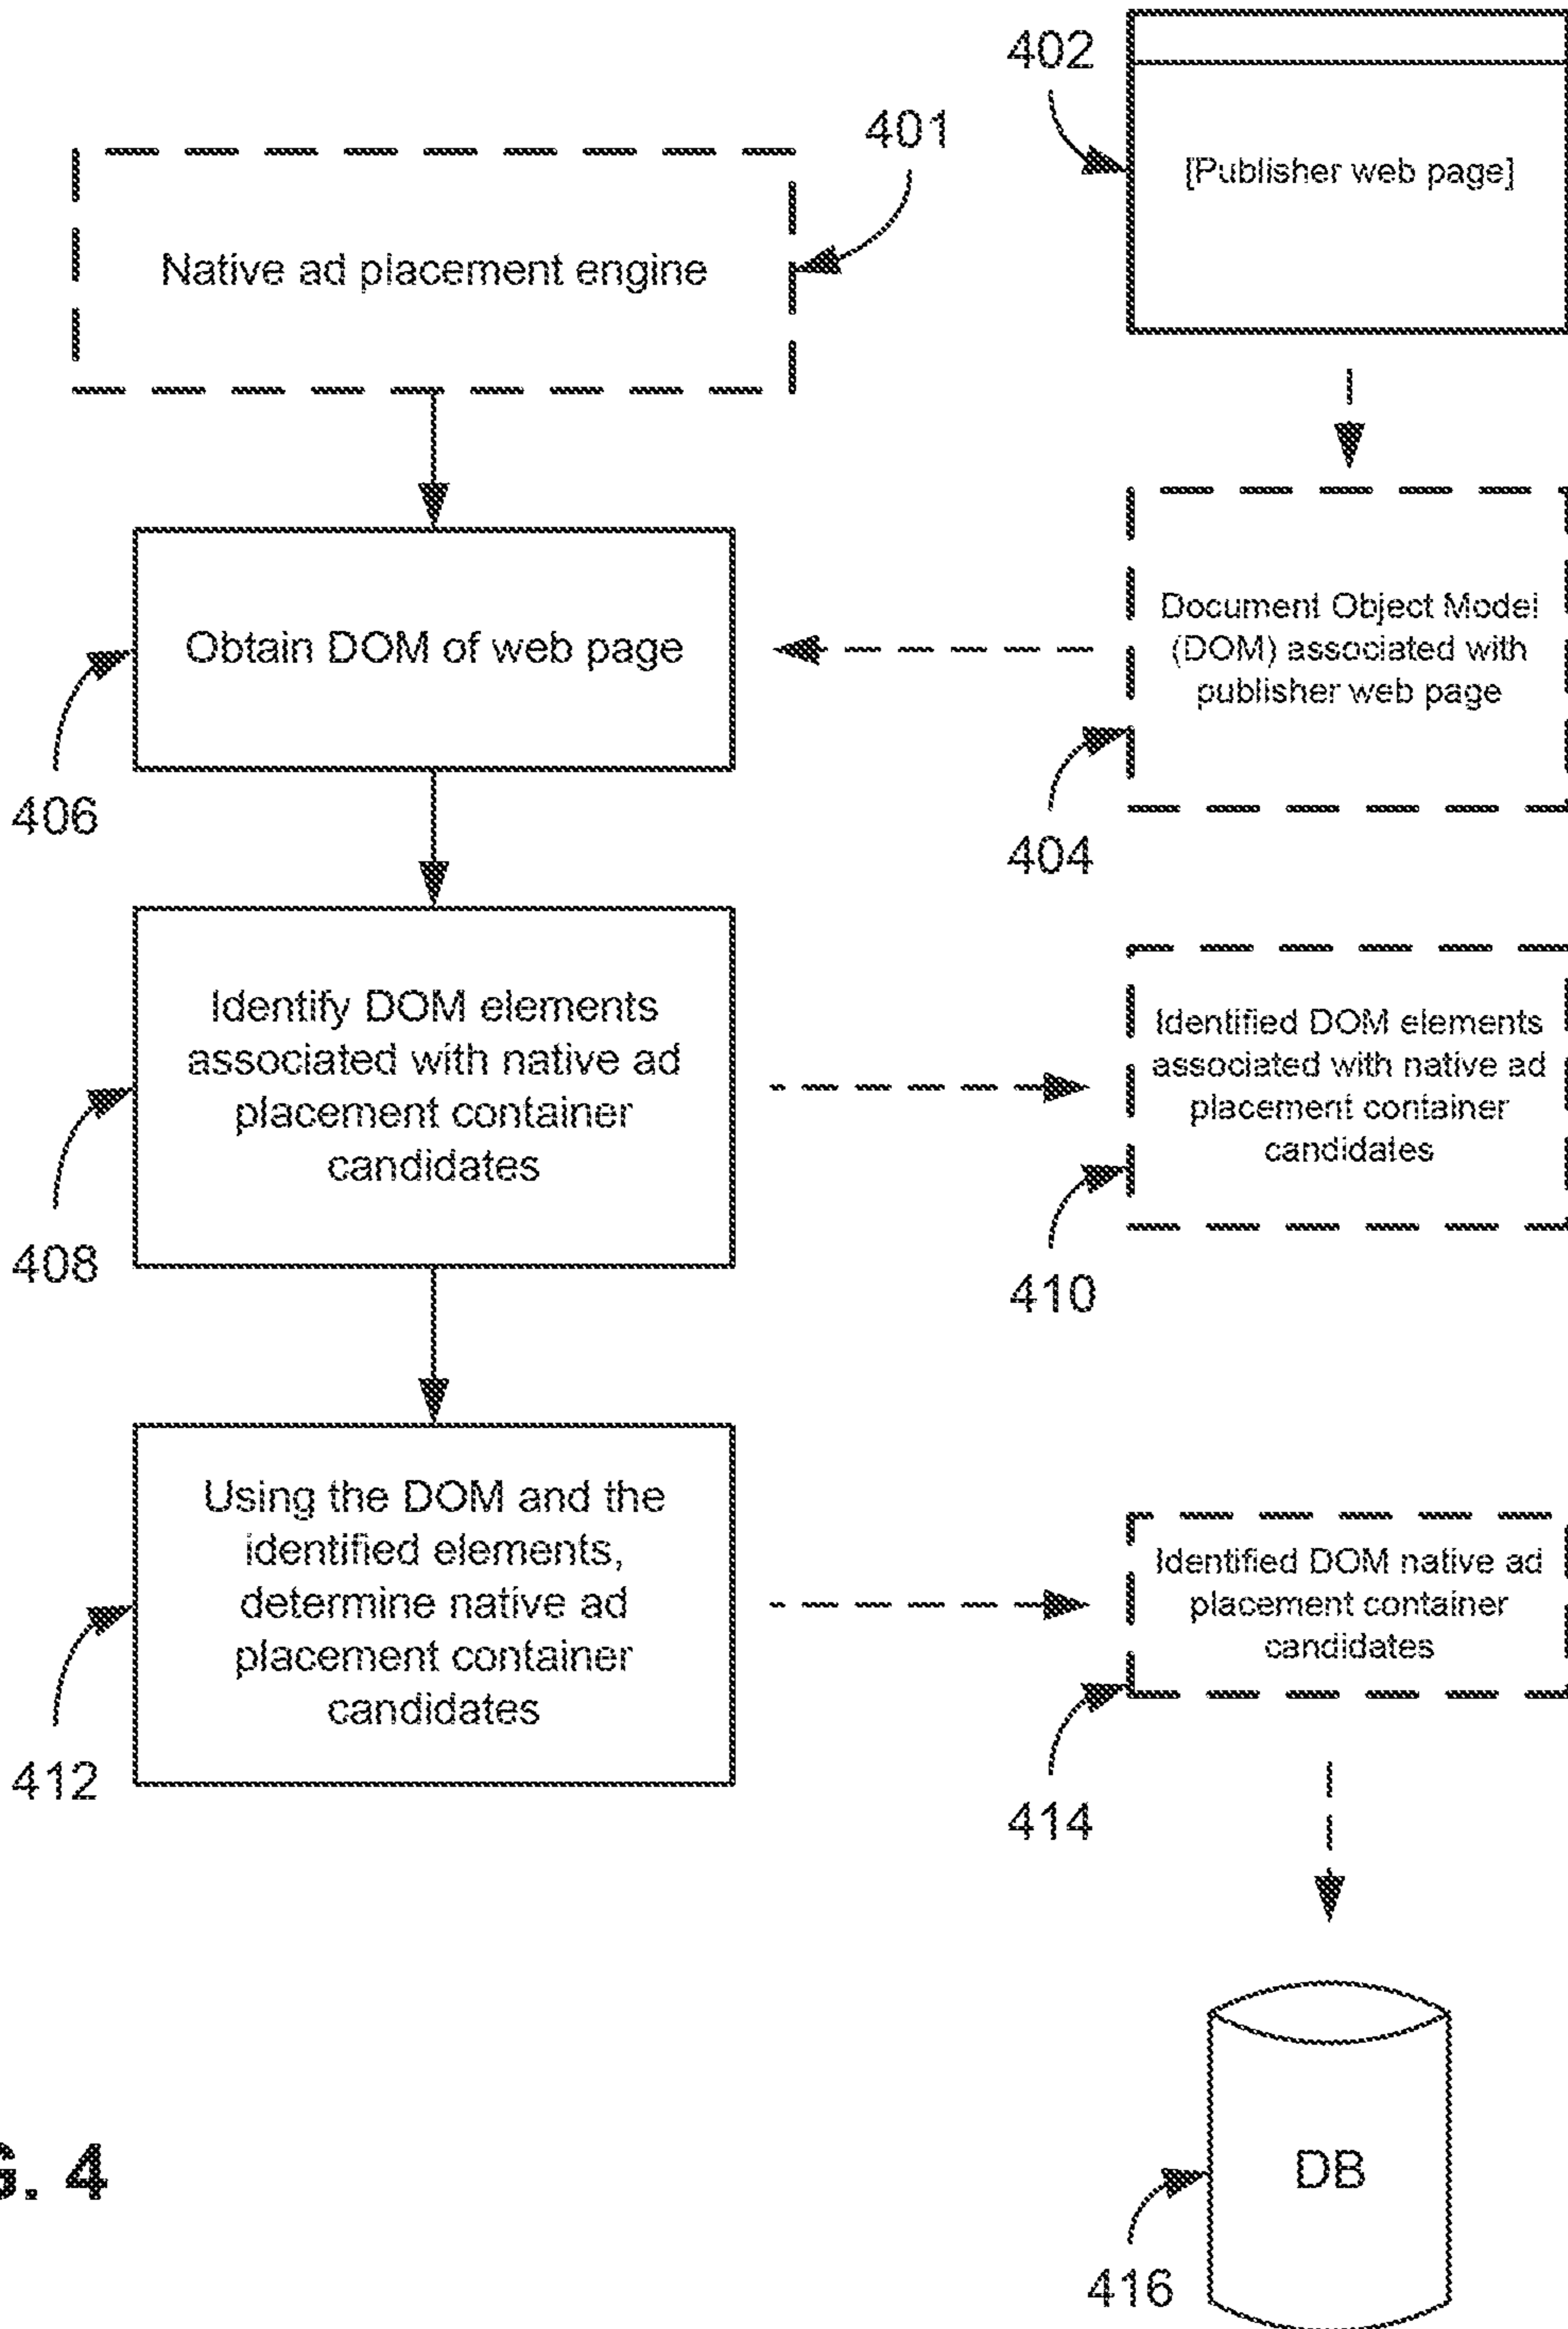 402
[Publisher web page]
401
Native ad placement engine
Obtain DOM of web page
406
Document Object Model
(DOM) associated with
publisher web page
404
Identify DOM elements
associated with native ad
placement container
candidates
408
Identified DOM elements
associated with native ad
placement container
candidates
410
Using the DOM and the
identified elements,
determine native ad
placement container
candidates
412
Identified DOM native ad
placement container
candidates
414
DB
416
G. 4